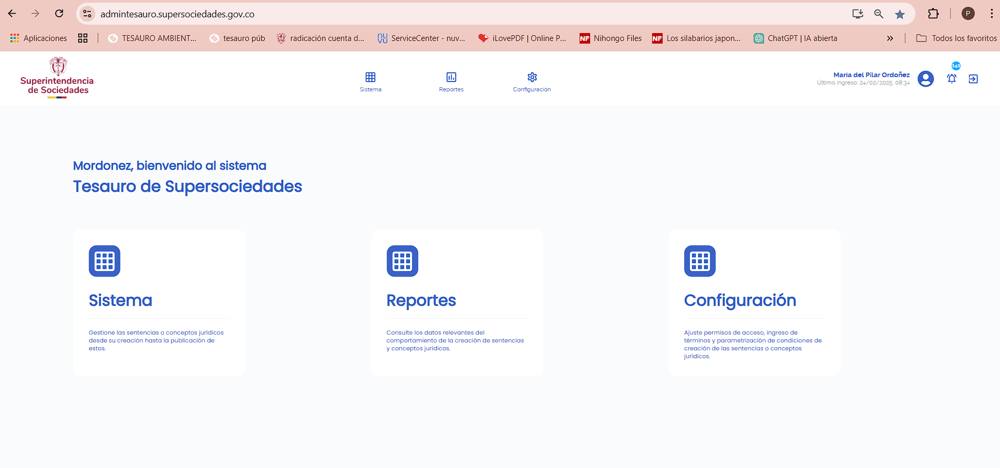 admintesauro.supersociedades.gov.co
P
Aplicaciones
TESAURO AMBIENT...
tesauro púb
radicación cuenta d...
ServiceCenter - nuv...
iLovePDF | Online P...
NF
Nihongo Files
NF
Los silabarios japon...
ChatGPT | IA abierta
»
Todos los favoritos
Superintendencia
de Sociedades
Sistema
Reportes
Configuración
María del Pilar Ordoñez
Último ingreso: 24/02/2025, 08:34
141
Mordonez, bienvenido al sistema
Tesauro de Supersociedades
Sistema
Gestione las sentencias o conceptos jurídicos
desde su creación hasta la publicación de
estos.
Reportes
Consulte los datos relevantes del
comportamiento de la creación de sentencias
y conceptos jurídicos.
Configuración
Ajuste permisos de acceso, ingreso de
términos y parametrización de condiciones de
creación de las sentencias o conceptos
jurídicos.